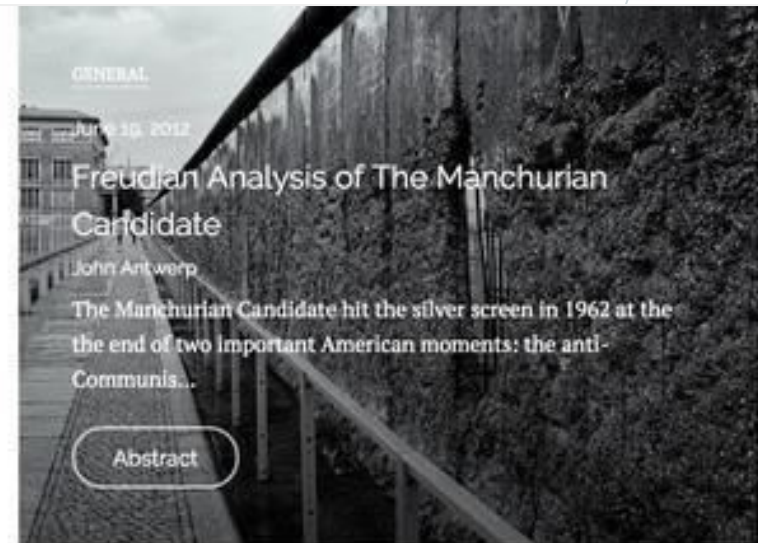 GENERAL
June 19, 2012
Freudian Analysis of The Manchurian
Candidate
John Antwerp
The Manchurian Candidate hit the silver screen in 1962 at the
the end of two important American moments: the anti-
Communis...
Abstract